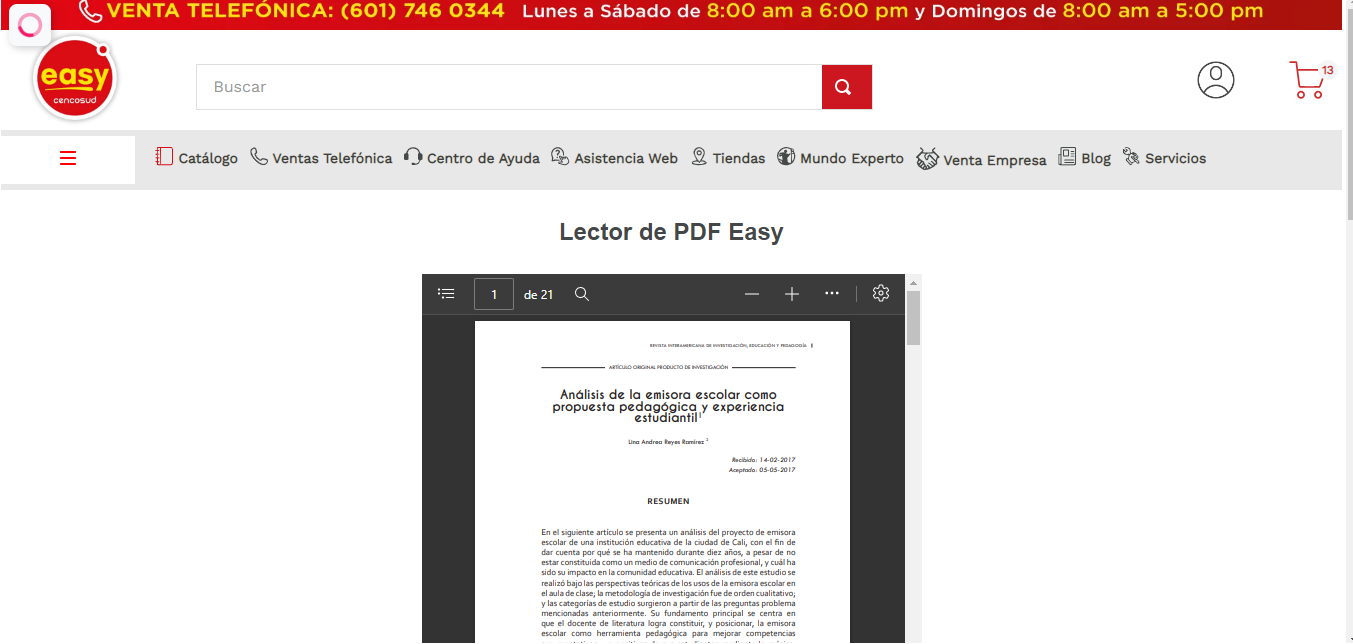 VENTA TELEFÓNICA: (601) 746 0344 Lunes a Sábado de 8:00 am a 6:00 pm y Domingos de 8:00 am a 5:00 pm
easy
cencosud
Buscar
13
Catálogo Ventas Telefónica Centro de Ayuda Asistencia Web Tiendas Mundo Experto Venta Empresa Blog Servicios
Lector de PDF Easy
1 de 21
REVISTA INTERAMERICANA DE INVESTIGACIÓN, EDUCACIÓN Y PEDAGOGÍA
ARTÍCULO ORIGINAL PRODUCTO DE INVESTIGACIÓN
Análisis de la emisora escolar como
propuesta pedagógica y experiencia
estudiantil1
Lina Andrea Reyes Ramírez 2
Recibido: 14-02-2017
Aceptado: 05-05-2017
RESUMEN
En el siguiente artículo se presenta un análisis del proyecto de emisora
escolar de una institución educativa de la ciudad de Cali, con el fin de
dar cuenta por qué se ha mantenido durante diez años, a pesar de no
estar constituida como un medio de comunicación profesional, y cuál ha
sido su impacto en la comunidad educativa. El análisis de este estudio se
realizó bajo las perspectivas teóricas de los usos de la emisora escolar en
el aula de clase; la metodología de investigación fue de orden cualitativo;
y las categorías de estudio surgieron a partir de las preguntas problema
mencionadas anteriormente. Su fundamento principal se centra en
que el docente de literatura logra constituir, y posicionar, la emisora
escolar como herramienta pedagógica para mejorar competencias